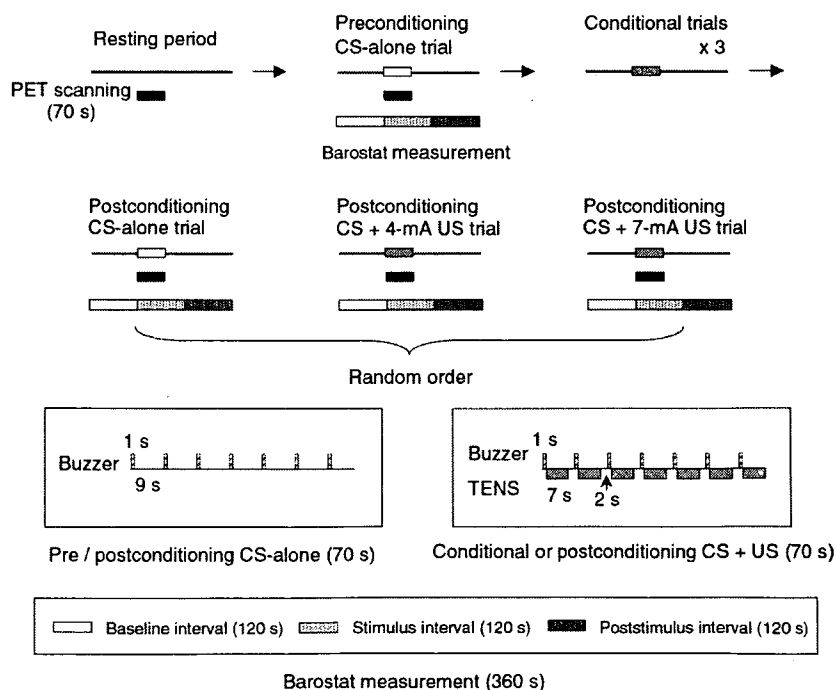 Resting period
PET scanning
(70 s)
Preconditioning
CS-alone trial
Barostat measurement
Conditional trials
x 3
Postconditioning
CS-alone trial
Postconditioning
CS + 4-mA US trial
Postconditioning
CS + 7-mA US trial
Random order
1 s
Buzzer
9 s
Pre / postconditioning CS-alone (70 s)
1 s
Buzzer
TENS
7 s
2 s
Conditional or postconditioning CS + US (70 s)
Baseline interval (120 s)
Stimulus interval (120 s)
Poststimulus interval (120 s)
Barostat measurement (360 s)